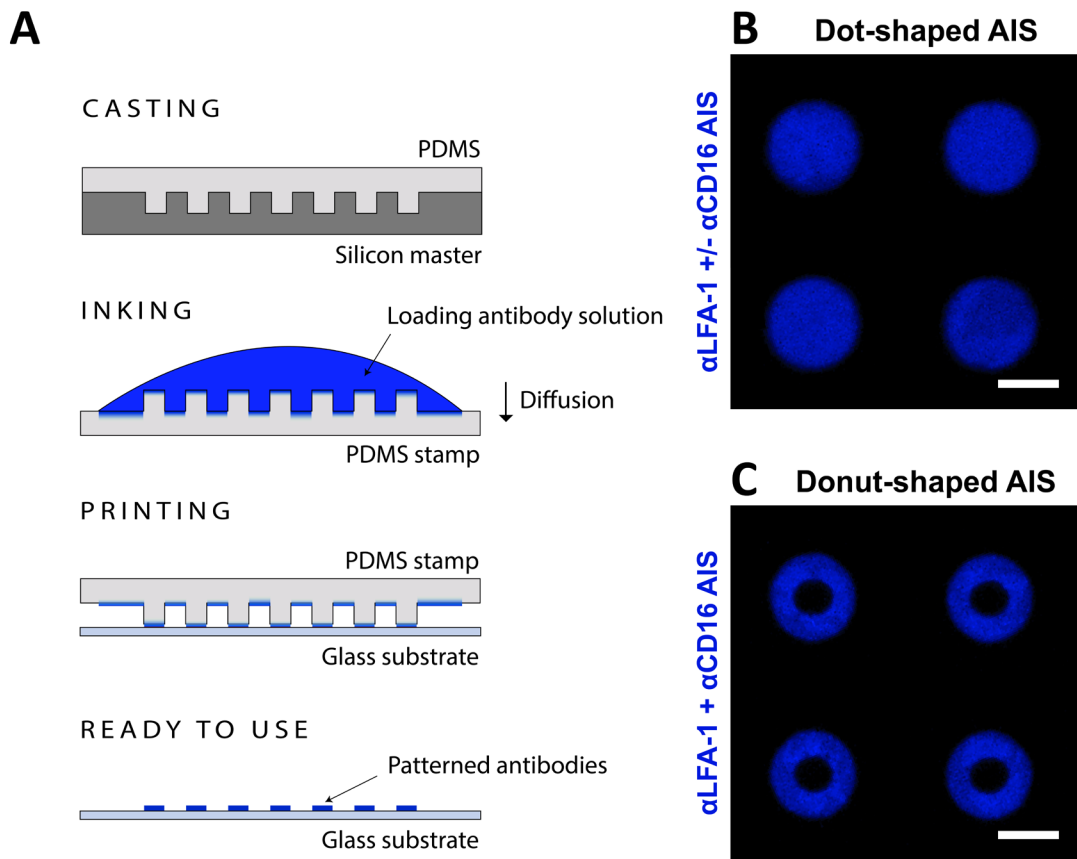 A
CASTING
PDMS
Silicon master
INKING
Loading antibody solution
Diffusion
PDMS stamp
PRINTING
PDMS stamp
Glass substrate
READY TO USE
Patterned antibodies
Glass substrate
B
Dot-shaped AIS
αLFA-1 +/- αCD16 AIS
C
Donut-shaped AIS
αLFA-1 + αCD16 AIS